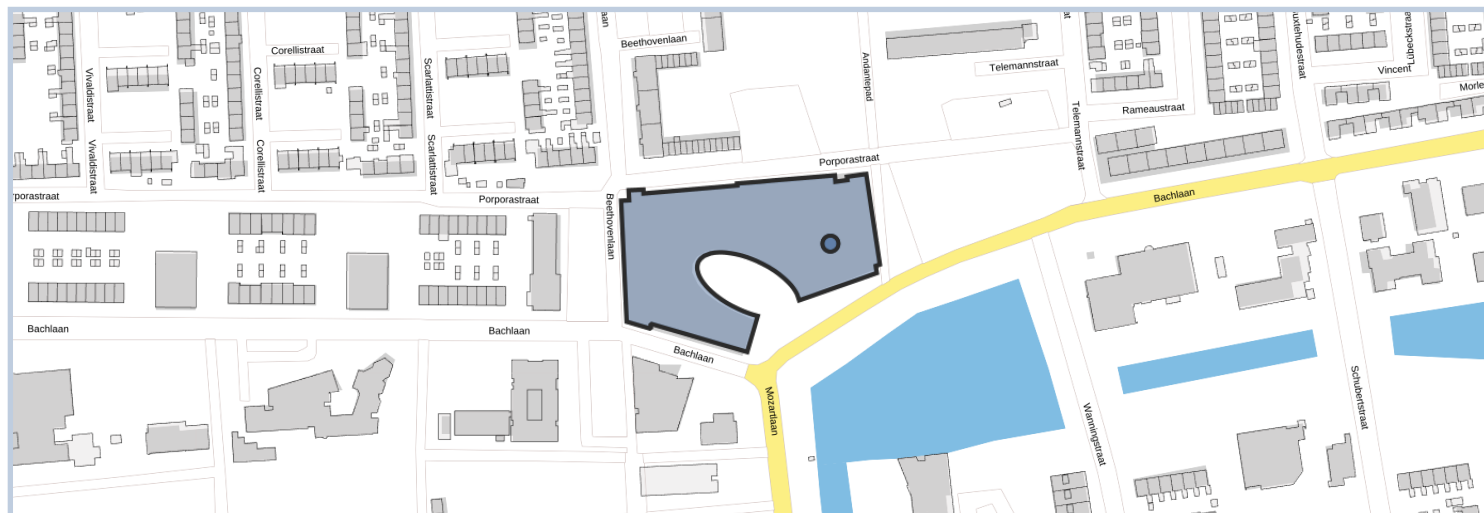 Beethovenlaan
Corellistraat
Telemannstraat
Vincent
Rameaustraat
Vivaldistraat
Corellistraat
Scarlattistraat
Andantepad
Telemannstraat
Vivaldistraat
Corellistraat
Scarlattistraat
Porporastraat
Porporastraat
Bachlaan
Beethovenlaan
Bachlaan
Bachlaan
Bachlaan
Mozartlaan
Wanningstraat
Schubertstraat